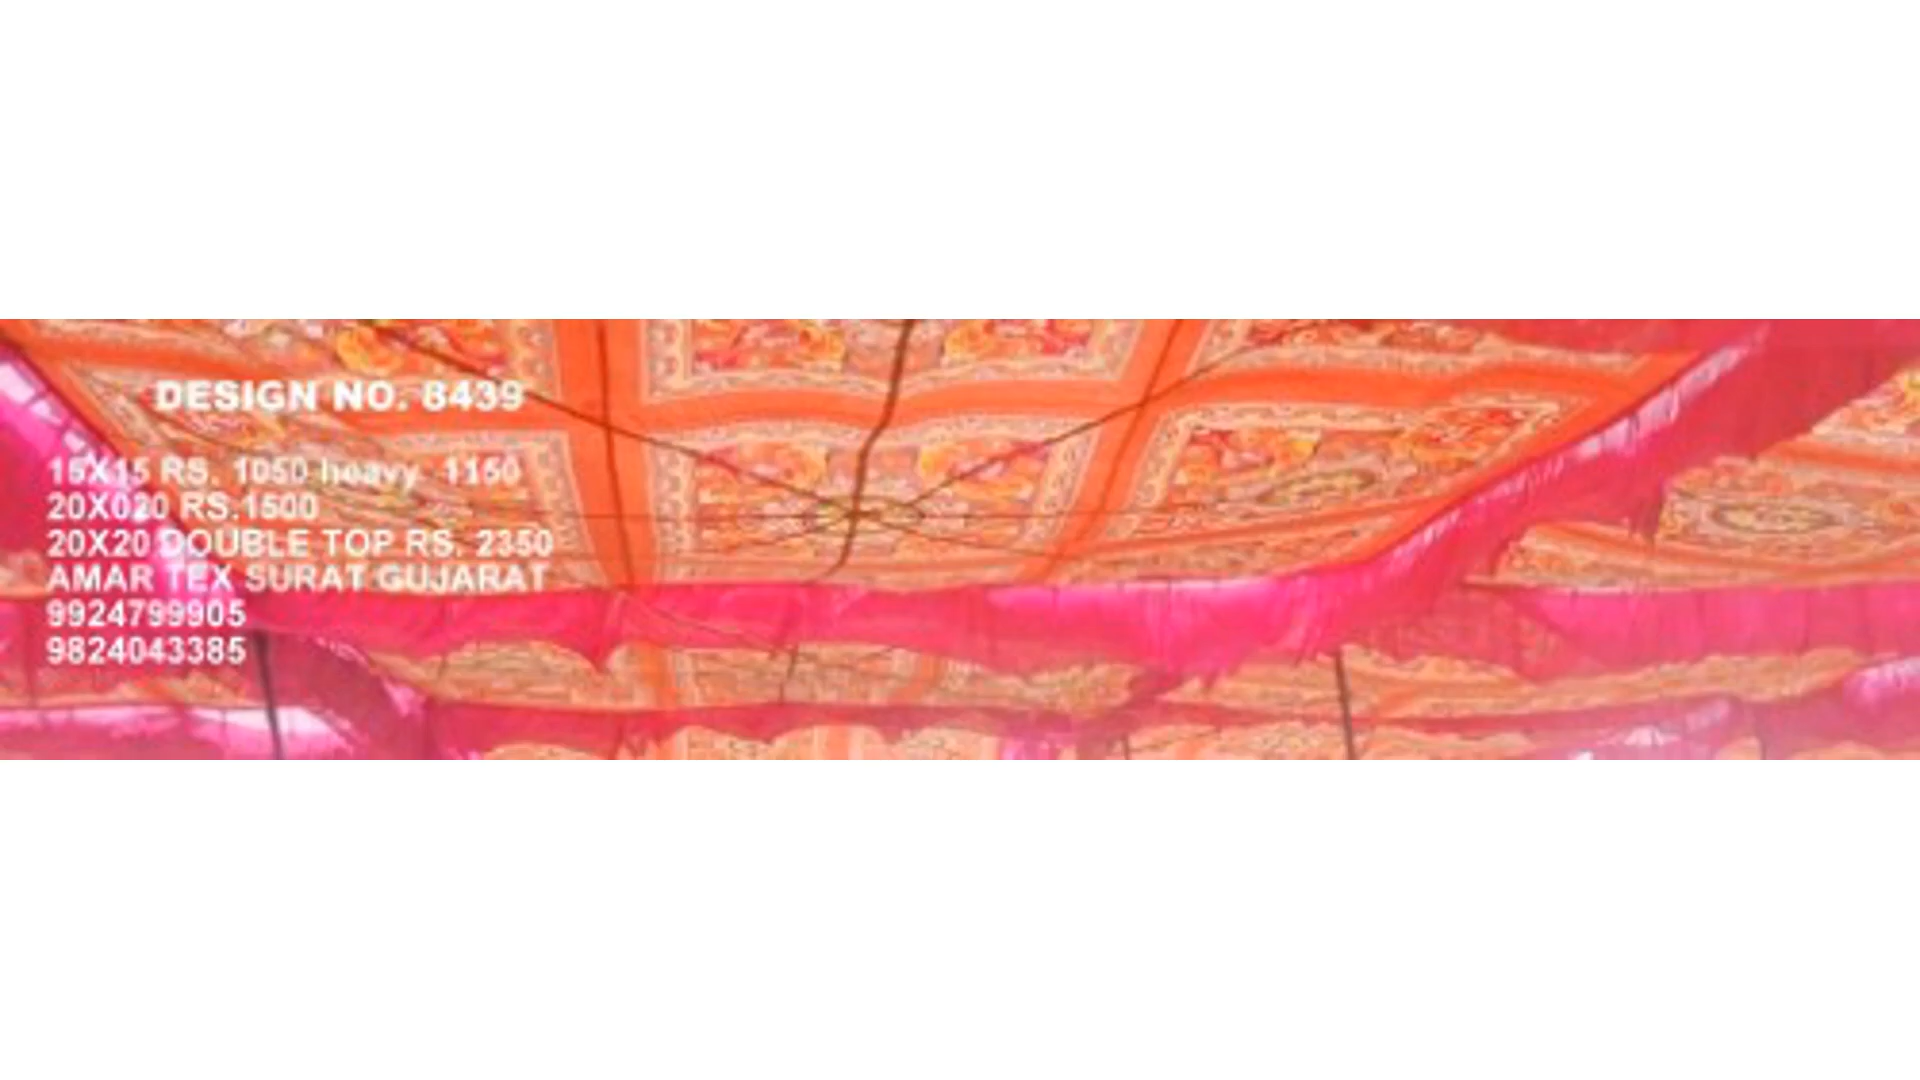 DESIGN NO. 8439
15X15 RS. 1050 heavy 1150
20X020 RS.1500
20X20 DOUBLE TOP RS. 2350
AMAR TEX SURAT GUJARAT
9924799905
9824043385